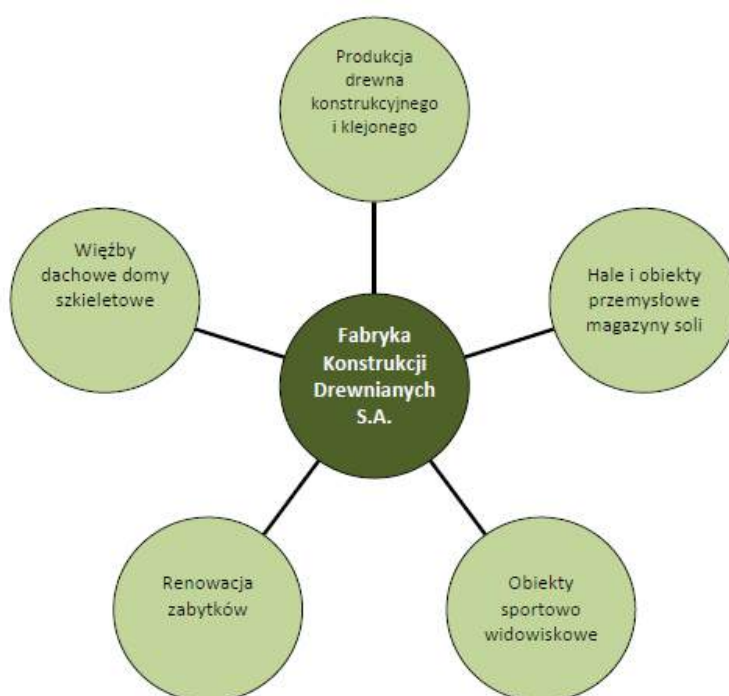 Produkcja
drewna
konstrukcyjnego
i klejonego
Więźby
dachowe domy
szkieletowe
Hale i obiekty
przemysłowe
magazyny soli
Fabryka
Konstrukcji
Drewnianych
S.A.
Renowacja
zabytków
Obiekty
sportowo
widowiskowe